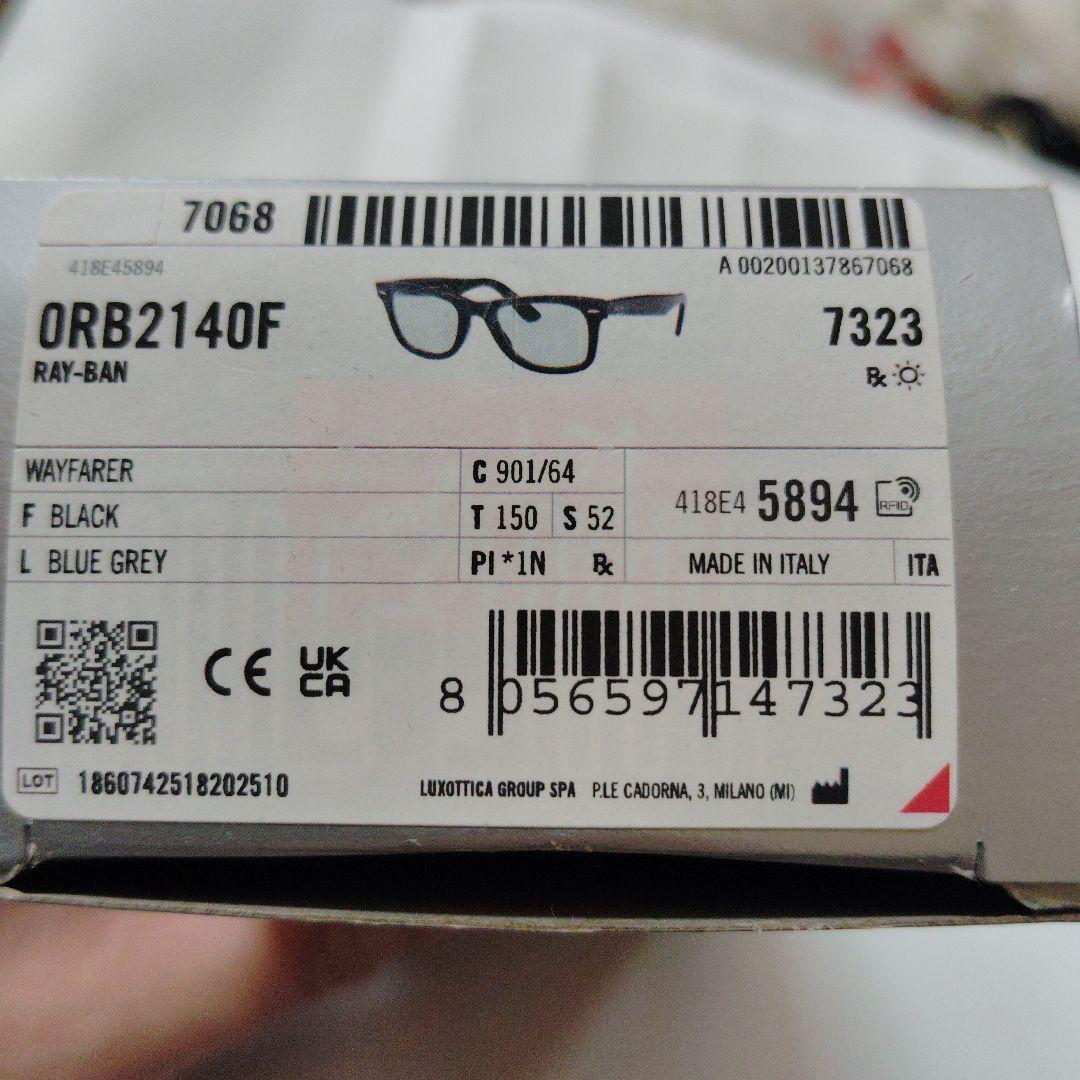 7068
A 00200137867068
418E45894
0RB2140F
7323
RAY-BAN
Rx
WAYFARER
C 901/64
F BLACK
T 150
S 52
418E4 5894
RFID
L BLUE GREY
PI *1N
Rx
MADE IN ITALY
ITA
CE
UK
CA
8 056597 147323
LOT 1860742518202510
LUXOTTICA GROUP SPA P.LE CADORNA, 3, MILANO (MI)